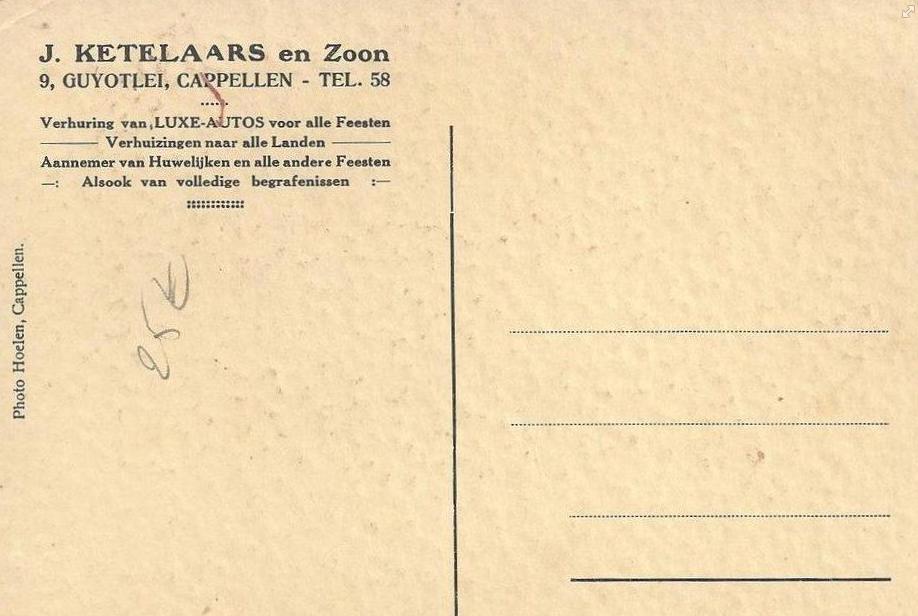 J. KETELAARS en Zoon
9, GUYOTLEI, CAPPELLEN - TEL. 58
Verhuring van LUXE-AUTOS voor alle Feesten
Verhuizingen naar alle Landen
Aannemer van Huwelijken en alle andere Feesten
—: Alsook van volledige begrafenissen :—
Photo Hoelen, Cappellen.
25€